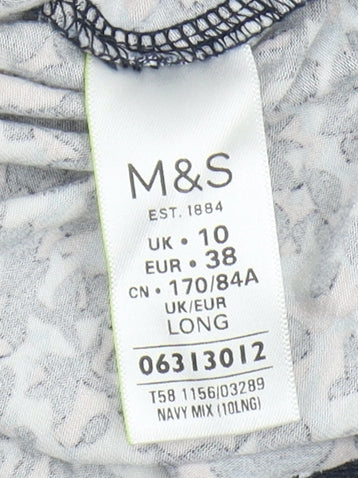 M&S
EST. 1884
UK • 10
EUR • 38
CN • 170/84A
UK/EUR
LONG
06313012
T58 1156/03289
NAVY MIX (10LNG)